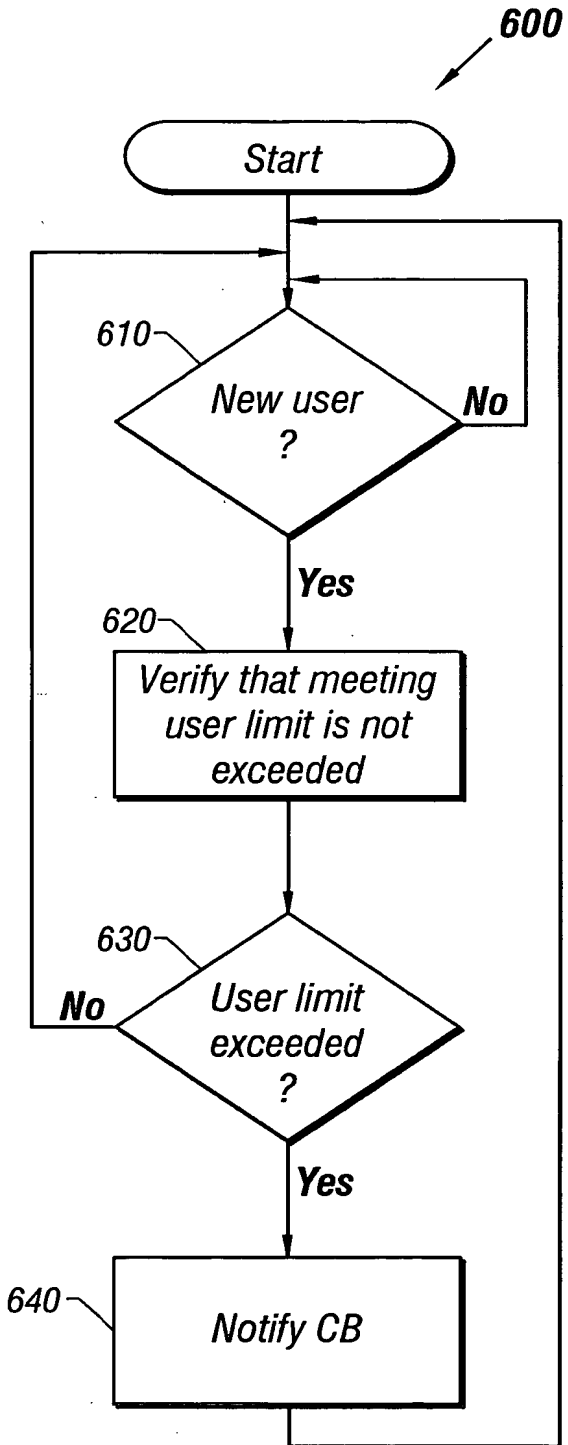 600
Start
610
New user
?
No
Yes
620
Verify that meeting
user limit is not
exceeded
630
No
User limit
exceeded
?
Yes
640
Notify CB